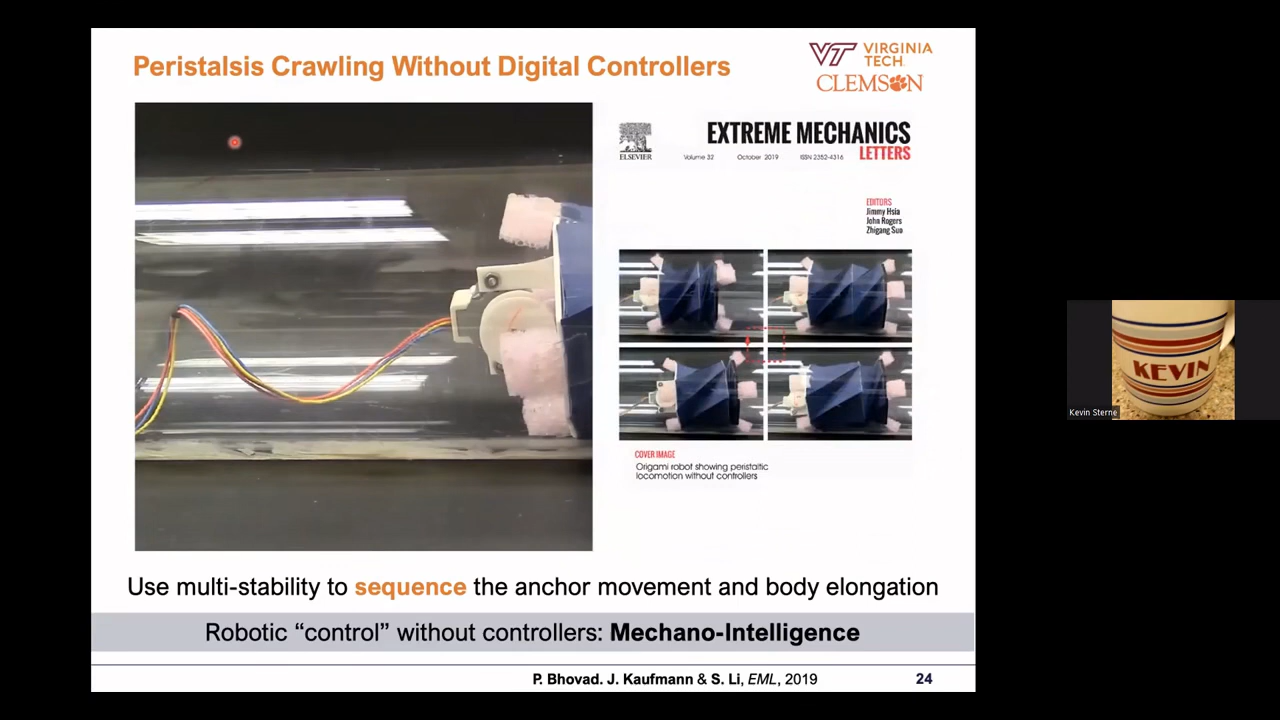 Peristalsis Crawling Without Digital Controllers
VT VIRGINIA
TECH
CLEMSON
ELSEVIER
EXTREME MECHANICS
LETTERS
Volume 32 October 2019 ISSN 2352-4316
EDITORS
Jimmy Hsia
John Rogers
Zhigang Suo
COVER IMAGE
Origami robot showing peristaltic
locomotion without controllers
Use multi-stability to sequence the anchor movement and body elongation
Robotic “control” without controllers: Mechano-Intelligence
P. Bhovad. J. Kaufmann & S. Li, EML, 2019
24
KEVIN
Kevin Sterne